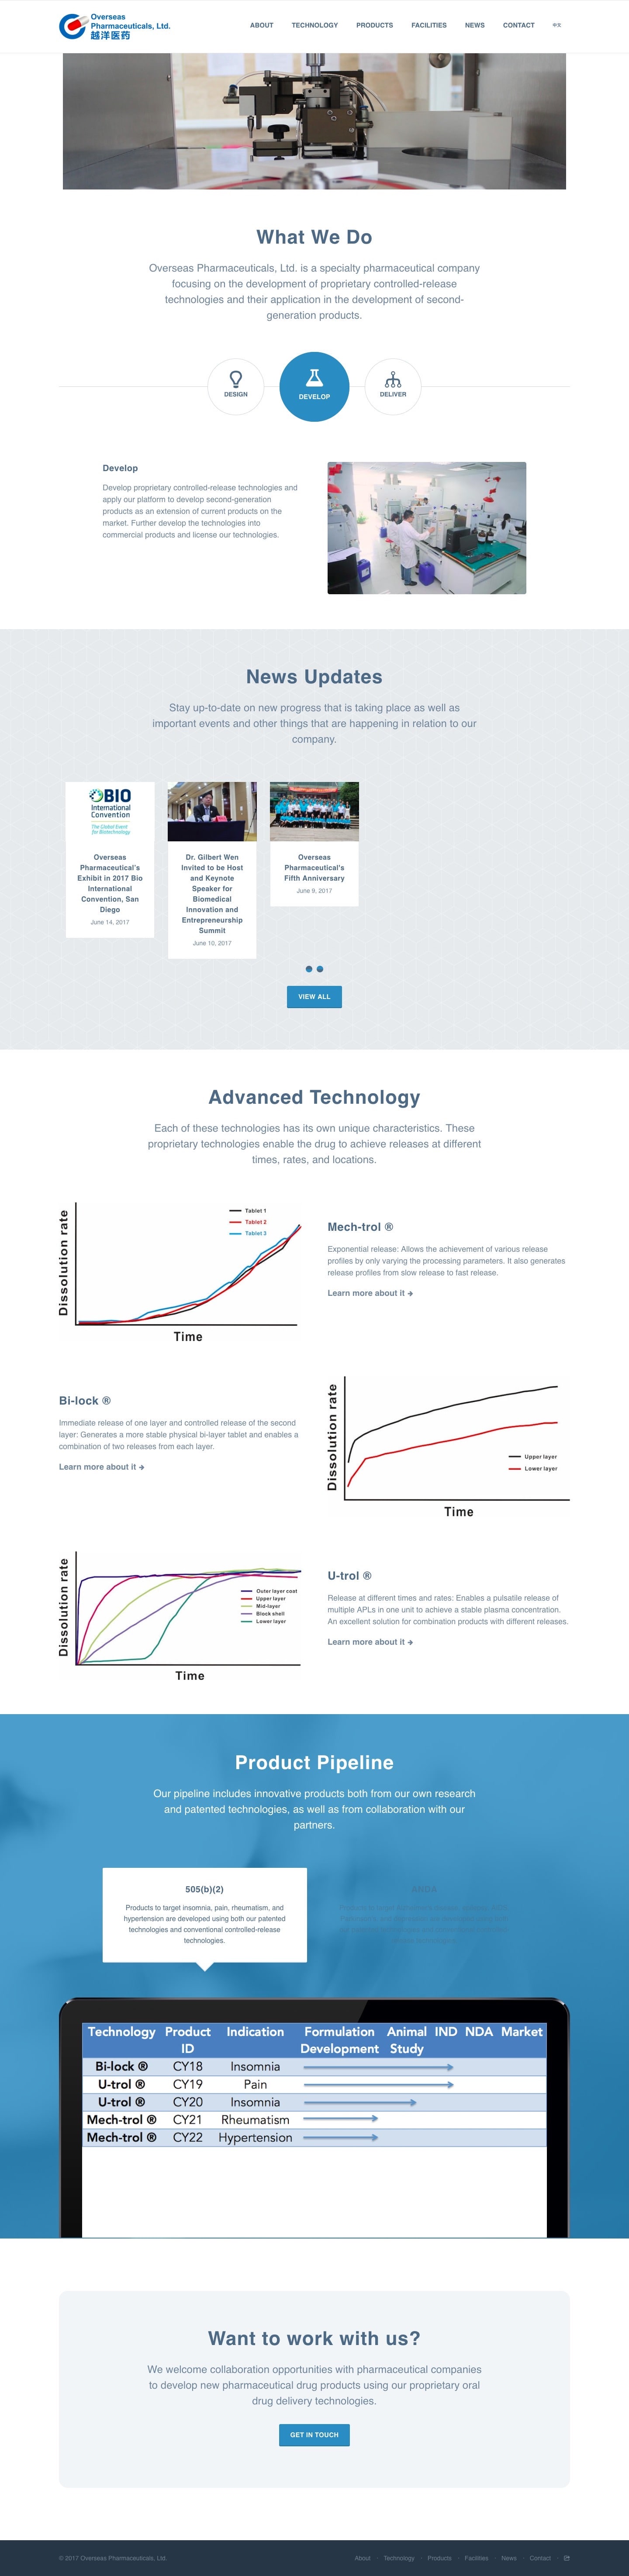 Overseas
Pharmaceuticals, Ltd.
越洋医药
ABOUT TECHNOLOGY PRODUCTS FACILITIES NEWS CONTACT 中文
What We Do
Overseas Pharmaceuticals, Ltd. is a specialty pharmaceutical company
focusing on the development of proprietary controlled-release
technologies and their application in the development of second-
generation products.
DESIGN
DEVELOP
DELIVER
Develop
Develop proprietary controlled-release technologies and
apply our platform to develop second-generation
products as an extension of current products on the
market. Further develop the technologies into
commercial products and license our technologies.
News Updates
Stay up-to-date on new progress that is taking place as well as
important events and other things that are happening in relation to our
company.
BIO
International
Convention
The Global Event
for Biotechnology
Overseas
Pharmaceutical's
Exhibit in 2017 Bio
International
Convention, San
Diego
June 14, 2017
Dr. Gilbert Wen
Invited to be Host
and Keynote
Speaker for
Biomedical
Innovation and
Entrepreneurship
Summit
June 10, 2017
Overseas
Pharmaceutical's
Fifth Anniversary
June 9, 2017
VIEW ALL
Advanced Technology
Each of these technologies has its own unique characteristics. These
proprietary technologies enable the drug to achieve releases at different
times, rates, and locations.
Dissolution rate
Tablet 1
Tablet 2
Tablet 3
Time
Mech-trol ®
Exponential release: Allows the achievement of various release
profiles by only varying the processing parameters. It also generates
release profiles from slow release to fast release.
Learn more about it →
Bi-lock ®
Immediate release of one layer and controlled release of the second
layer: Generates a more stable physical bi-layer tablet and enables a
combination of two releases from each layer.
Learn more about it →
Dissolution rate
Upper layer
Lower layer
Time
Dissolution rate
Outer layer coat
Upper layer
Mid-layer
Block shell
Lower layer
Time
U-trol ®
Release at different times and rates: Enables a pulsatile release of
multiple APLs in one unit to achieve a stable plasma concentration.
An excellent solution for combination products with different releases.
Learn more about it →
Product Pipeline
Our pipeline includes innovative products both from our own research
and patented technologies, as well as from collaboration with our
partners.
505(b)(2)
Products to target insomnia, pain, rheumatism, and
hypertension are developed using both our patented
technologies and conventional controlled-release
technologies.
ANDA
Technology Product ID Indication Formulation Development Animal Study IND NDA Market
Bi-lock ® CY18 Insomnia
U-trol ® CY19 Pain
U-trol ® CY20 Insomnia
Mech-trol ® CY21 Rheumatism
Mech-trol ® CY22 Hypertension
Want to work with us?
We welcome collaboration opportunities with pharmaceutical companies
to develop new pharmaceutical drug products using our proprietary oral
drug delivery technologies.
GET IN TOUCH
© 2017 Overseas Pharmaceuticals, Ltd.
About · Technology · Products · Facilities · News · Contact ·